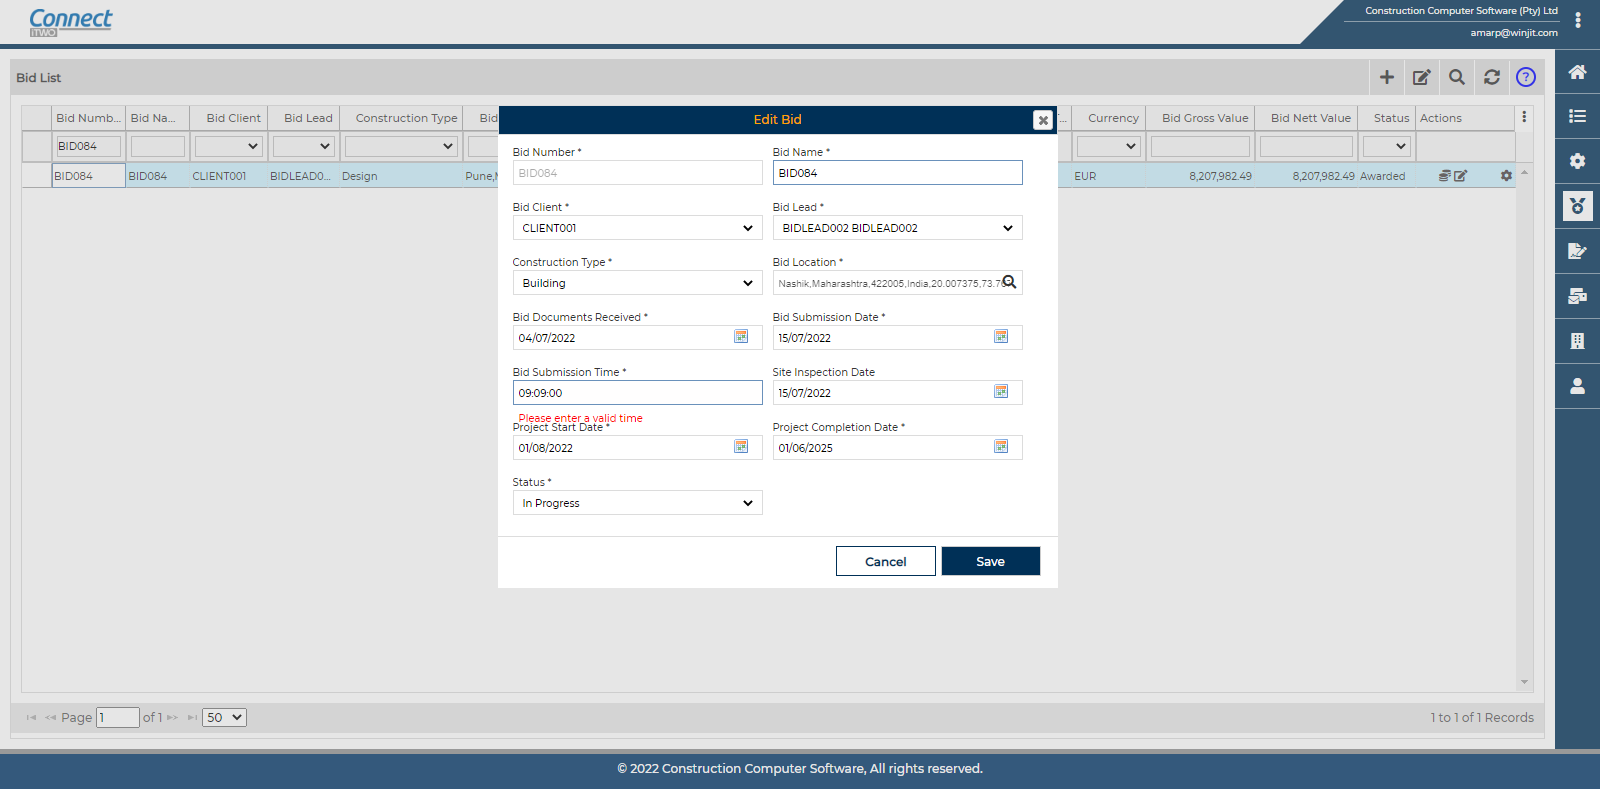 Connect
iTWO
Construction Computer Software (Pty) Ltd
amarp@winjit.com
Bid List
Bid Numb... Bid Na... Bid Client Bid Lead Construction Type Bid Currency Bid Gross Value Bid Nett Value Status Actions
BID084
BID084 BID084 CLIENT001 BIDLEAD0... Design Pune, EUR 8,207,982.49 8,207,982.49 Awarded
Edit Bid
Bid Number * Bid Name *
BID084 BID084
Bid Client * Bid Lead *
CLIENT001 BIDLEAD002 BIDLEAD002
Construction Type * Bid Location *
Building Nashik,Maharashtra,422005,India,20.007375,73.76
Bid Documents Received * Bid Submission Date *
04/07/2022 15/07/2022
Bid Submission Time * Site Inspection Date
09:09:00 15/07/2022
Please enter a valid time
Project Start Date * Project Completion Date *
01/08/2022 01/06/2025
Status *
In Progress
Cancel Save
Page 1 of 1 50 1 to 1 of 1 Records
© 2022 Construction Computer Software, All rights reserved.